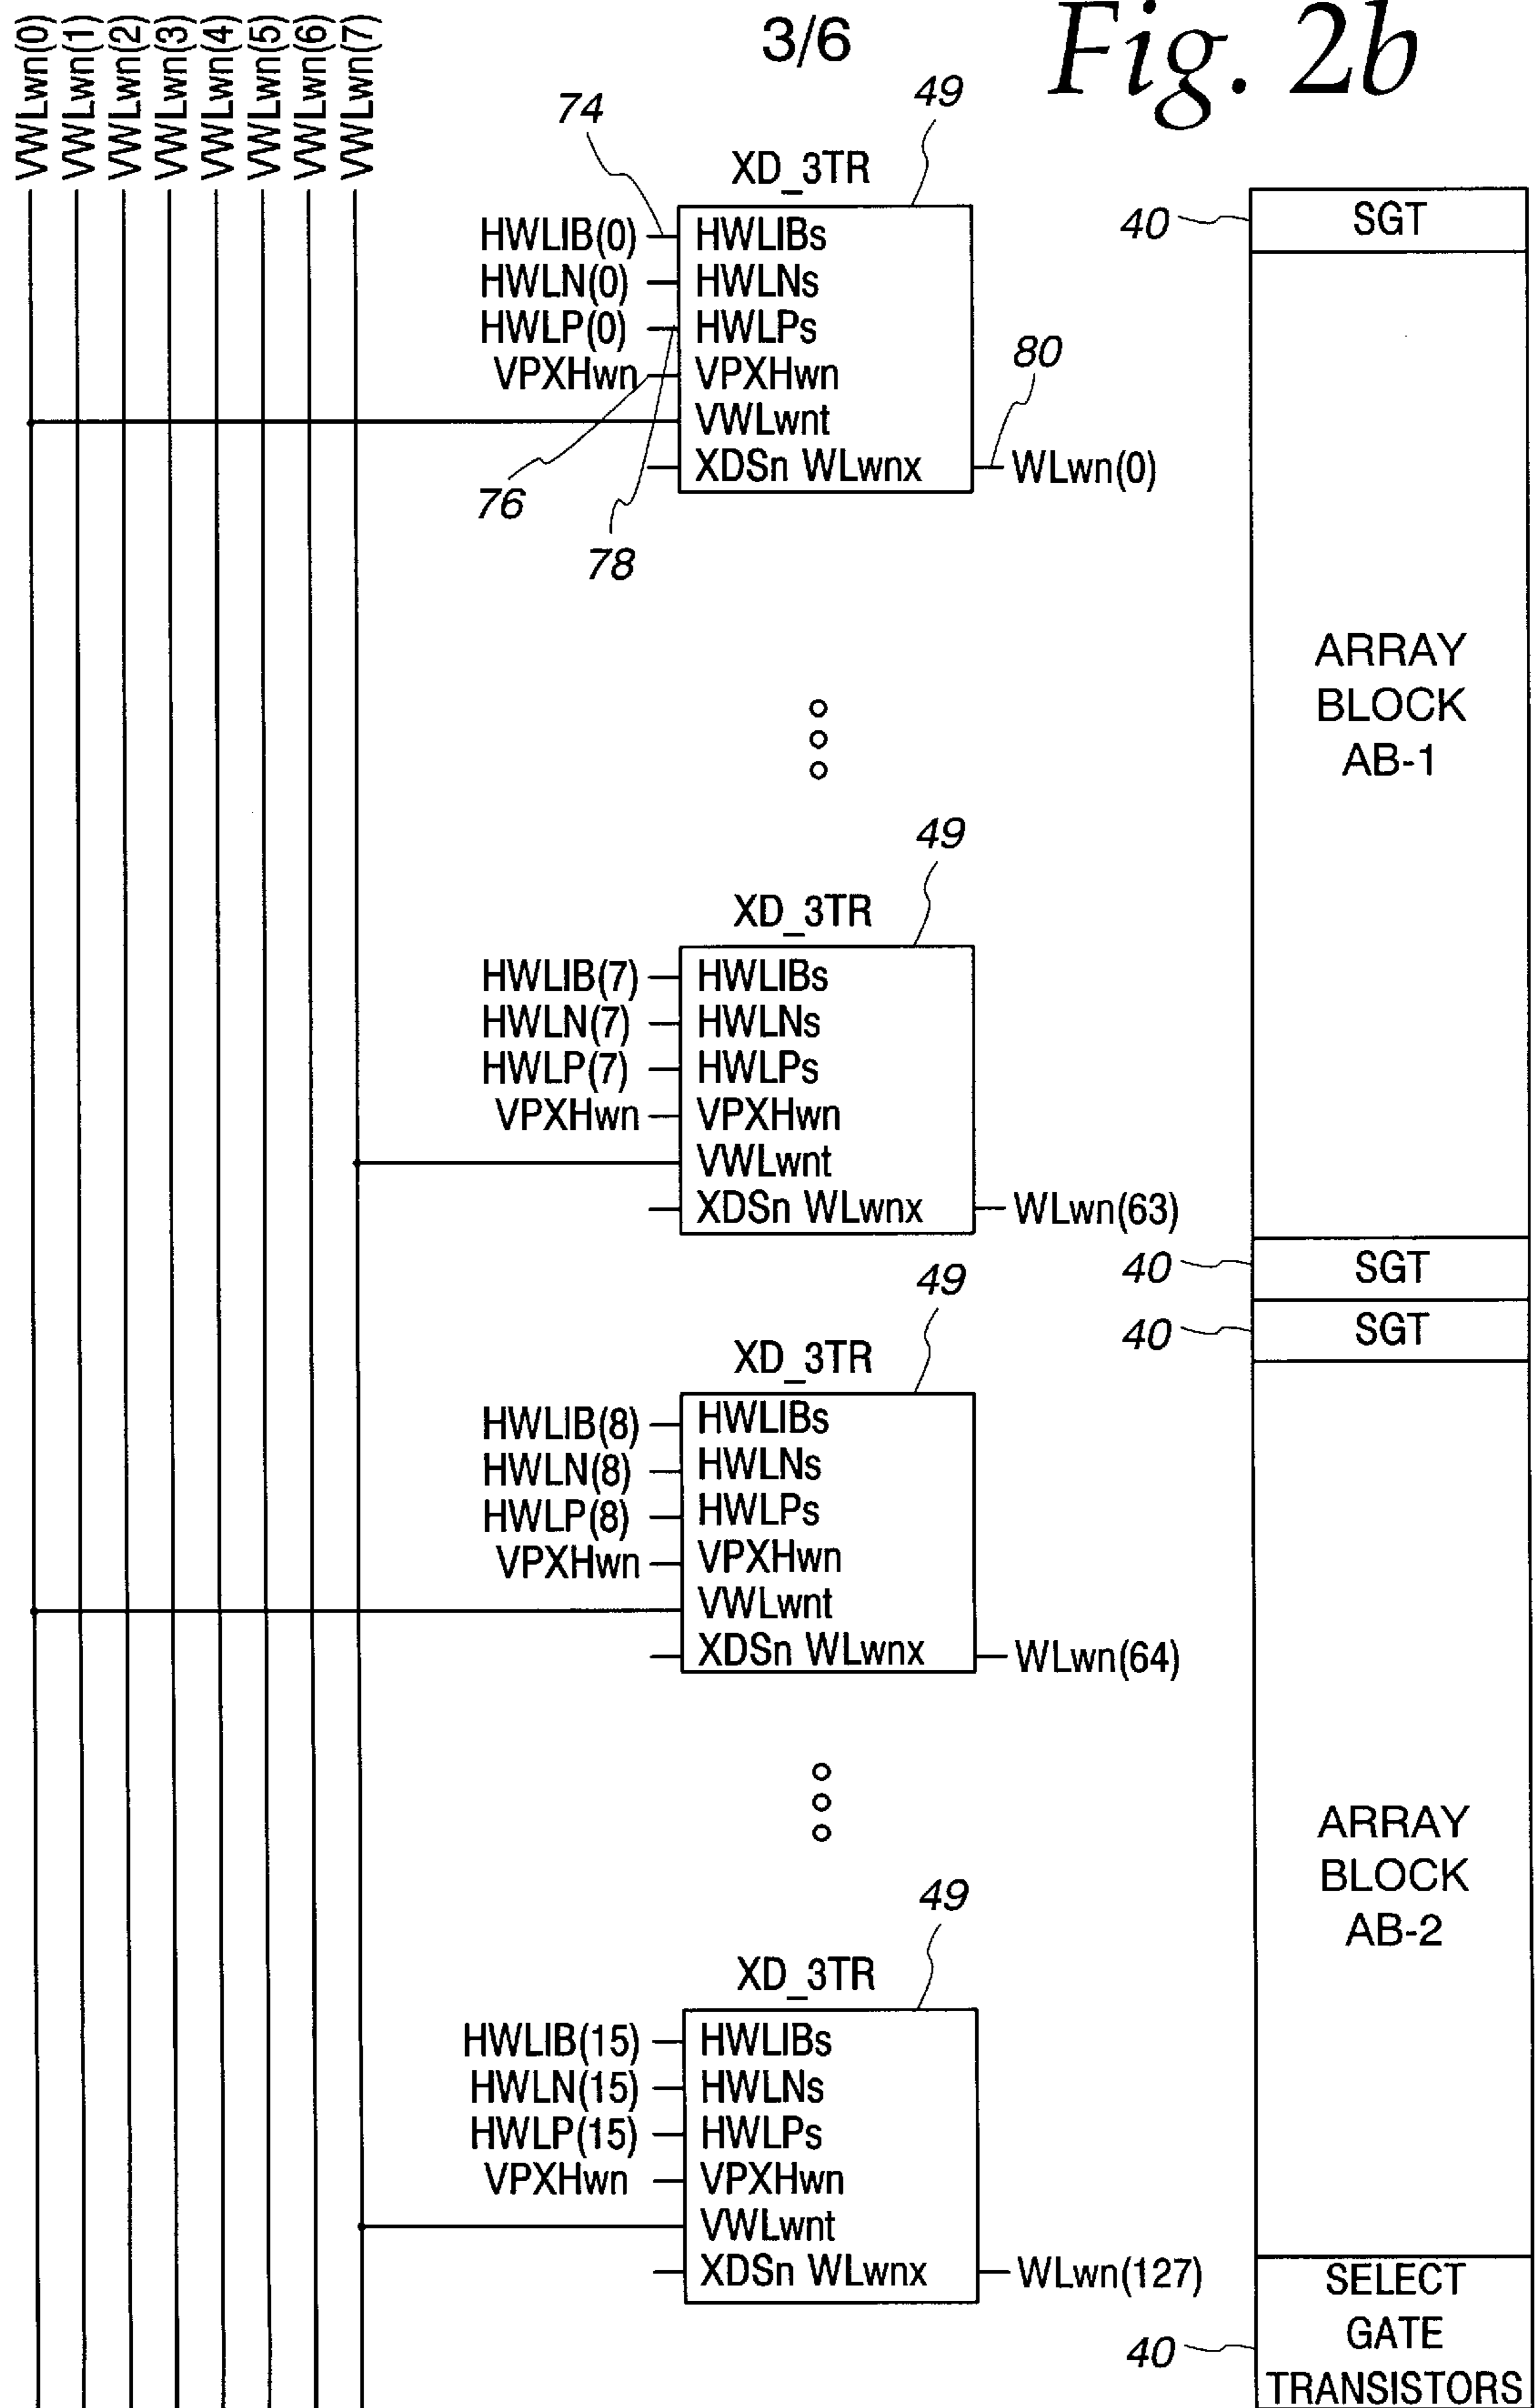 3/6
Fig. 2b
VWLwn(0)
VWLwn(1)
VWLwn(2)
VWLwn(3)
VWLwn(4)
VWLwn(5)
VWLwn(6)
VWLwn(7)
74
49
XD_3TR
HWLIB(0) HWLIBs
HWLN(0) HWLNs
HWLP(0) HWLPs
VPXHwn VPXHwn
VWLwnt
XDSn WLwnx WLwn(0)
80
76
78
40 SGT
ARRAY
BLOCK
AB-1
49
XD_3TR
HWLIB(7) HWLIBs
HWLN(7) HWLNs
HWLP(7) HWLPs
VPXHwn VPXHwn
VWLwnt
XDSn WLwnx WLwn(63)
40 SGT
40 SGT
49
XD_3TR
HWLIB(8) HWLIBs
HWLN(8) HWLNs
HWLP(8) HWLPs
VPXHwn VPXHwn
VWLwnt
XDSn WLwnx WLwn(64)
ARRAY
BLOCK
AB-2
49
XD_3TR
HWLIB(15) HWLIBs
HWLN(15) HWLNs
HWLP(15) HWLPs
VPXHwn VPXHwn
VWLwnt
XDSn WLwnx WLwn(127)
40
SELECT
GATE
TRANSISTORS